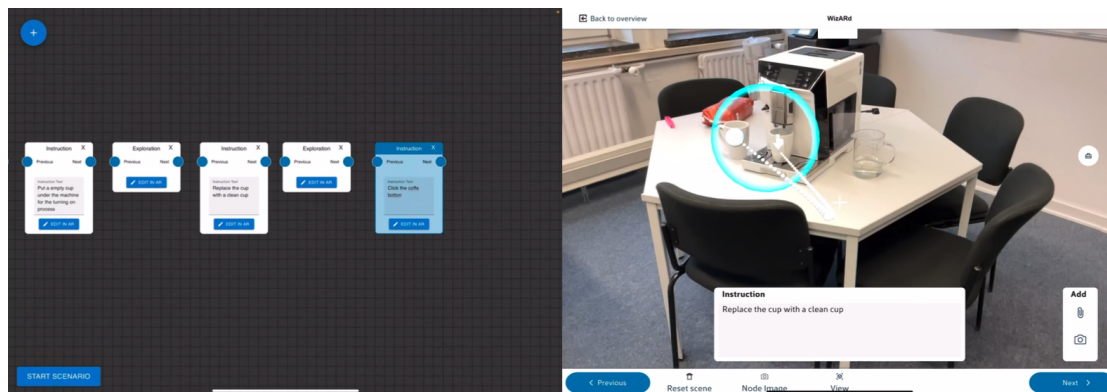 +
Instruction X
Previous Next
Instruction Text
Put a empty cup
under the machine
for the turning on
process
EDIT IN AR
Exploration X
Previous Next
EDIT IN AR
Instruction X
Previous Next
Instruction Text
Replace the cup
with a clean cup
EDIT IN AR
Exploration X
Previous Next
EDIT IN AR
Instruction X
Previous Next
Instruction Text
Click the coffe
button
EDIT IN AR
START SCENARIO
Back to overview
WizARd
Instruction
Replace the cup with a clean cup
Add
< Previous
Reset scene
Node Image
View
Next >